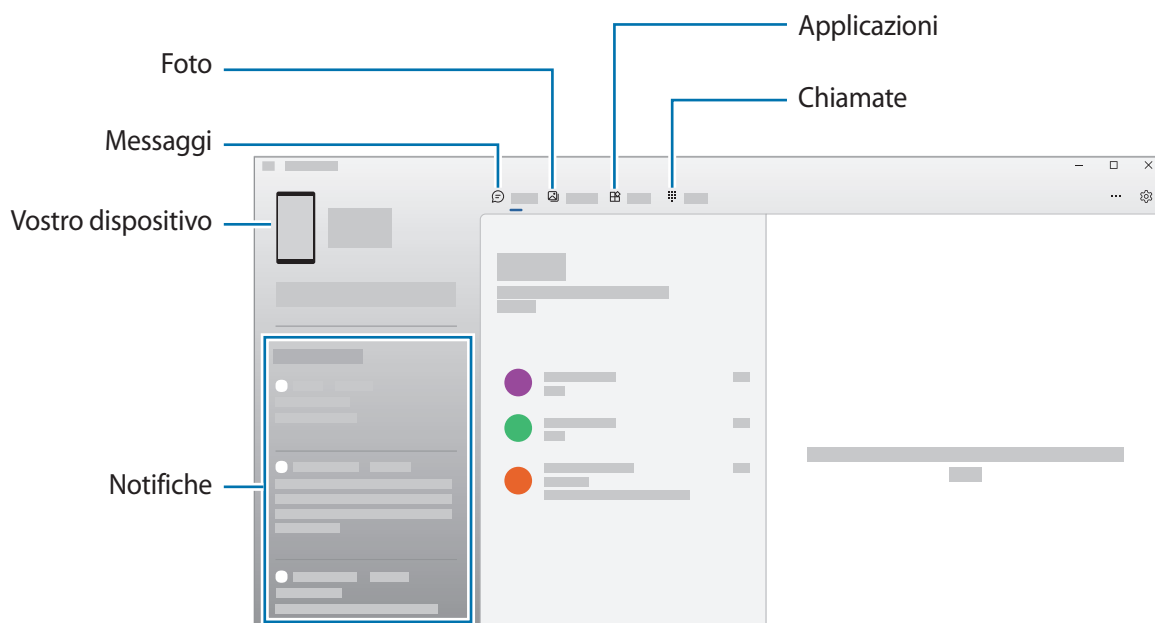 Applicazioni
Foto
Chiamate
Messaggi
Vostro dispositivo
Notifiche